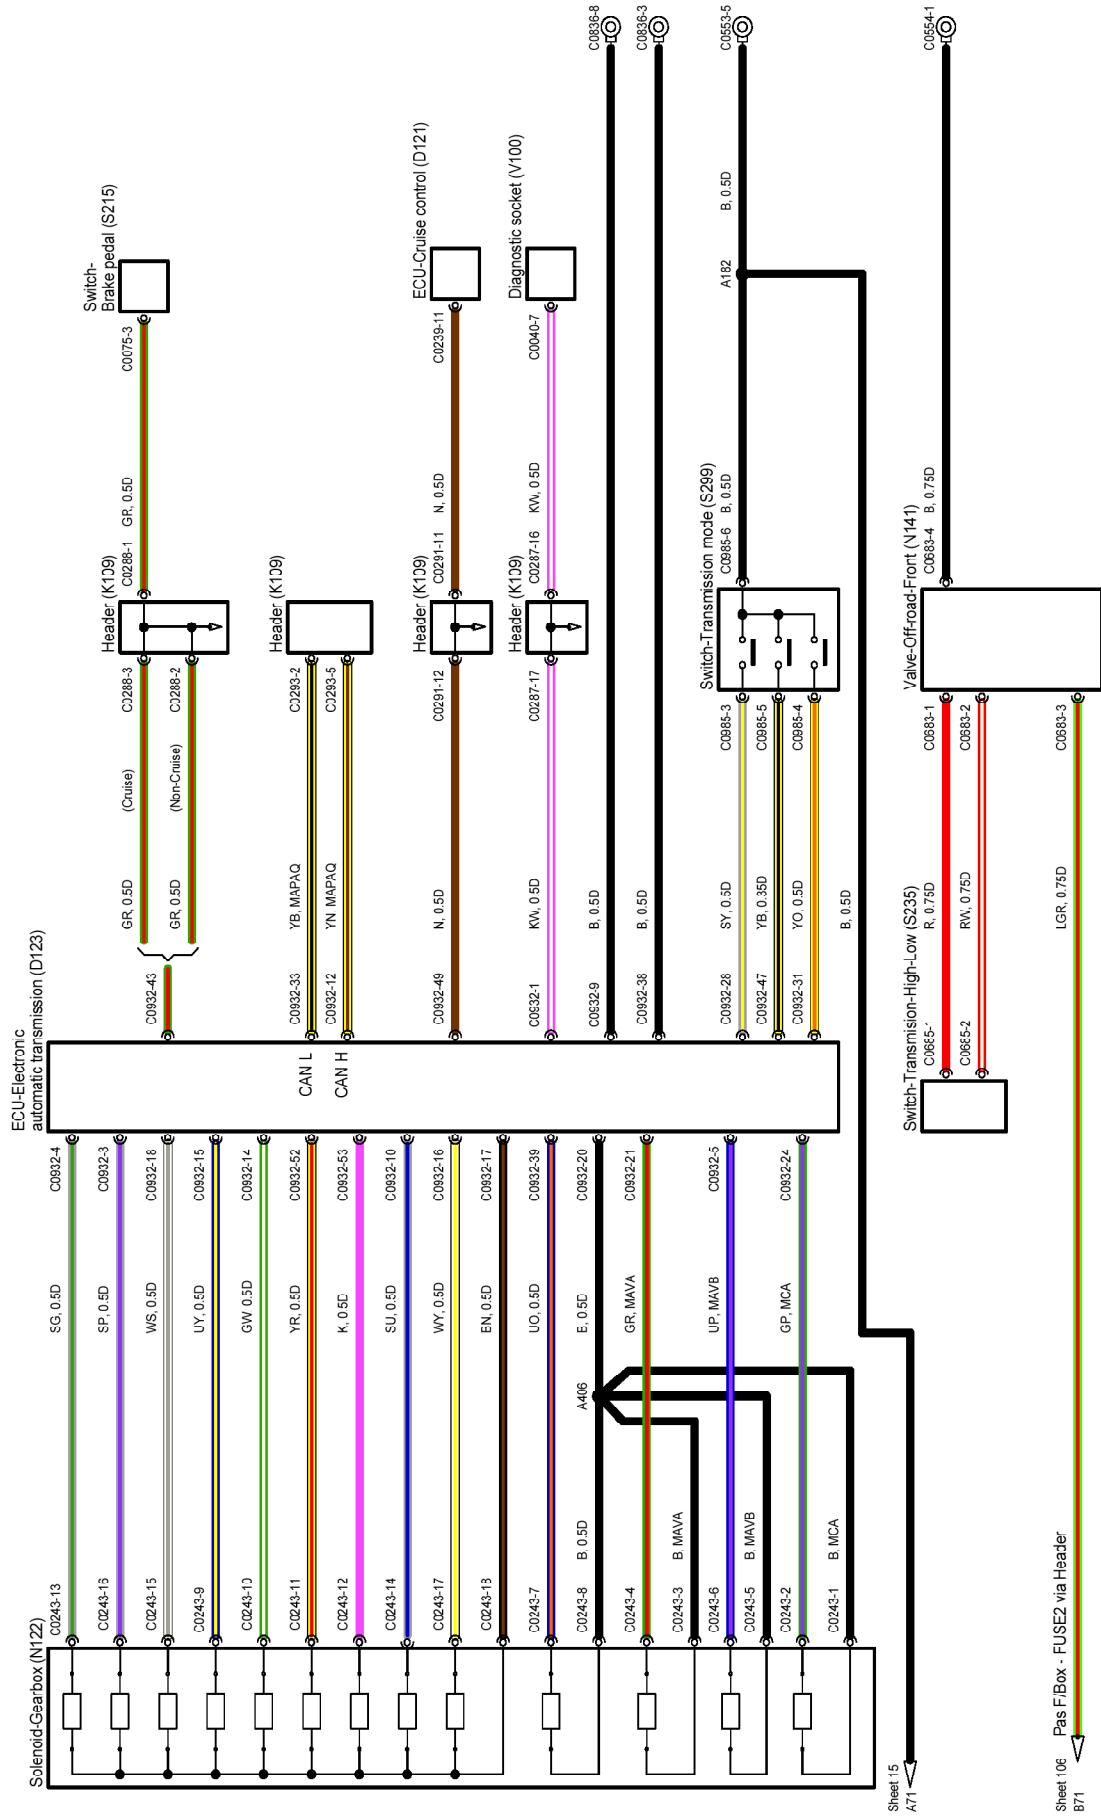 C0836-8
C0836-3
C0553-5
C0554-1
Switch-
Brake pedal (S215)
ECU-Cruise control (D121)
Diagnostic socket (V100)
C0075-3
C0239-11
C0040-7
B, 0.5D
A182
GR, 0.5D
N, 0.5D
KW, 0.5D
C0288-1
C0291-11
C0287-16
C0985-6
B, 0.5D
C0683-4
B, 0.75D
Header (K109)
Header (K109)
Header (K109)
Header (K109)
Switch-Transmission mode (S299)
Valve-Off-road-Front (N141)
C0288-3
C0288-2
C0293-2
C0293-5
C0291-12
C0287-17
C0985-3
C0985-5
C0985-4
C0683-1
C0683-2
C0683-3
(Cruise)
(Non-Cruise)
GR, 0.5D
GR, 0.5D
YB, MAPAQ
YN, MAPAQ
N, 0.5D
KW, 0.5D
B, 0.5D
B, 0.5D
SY, 0.5D
YB, 0.35D
YO, 0.5D
B, 0.5D
R, 0.75D
RW, 0.75D
LGR, 0.75D
C0932-43
C0932-33
C0932-12
C0932-49
C0932-1
C0932-9
C0932-38
C0932-28
C0932-47
C0932-31
C0685-1
C0685-2
ECU-Electronic
automatic transmission (D123)
CAN L
CAN H
Switch-Transmision-High-Low (S235)
C0932-4
C0932-3
C0932-18
C0932-15
C0932-14
C0932-52
C0932-53
C0932-10
C0932-16
C0932-17
C0932-39
C0932-20
C0932-21
C0932-5
C0932-24
SG, 0.5D
SP, 0.5D
WS, 0.5D
UY, 0.5D
GW, 0.5D
YR, 0.5D
K, 0.5D
SU, 0.5D
WY, 0.5D
BN, 0.5D
UO, 0.5D
B, 0.5D
GR, MAVA
UP, MAVB
GP, MCA
A406
B, 0.5D
B, MAVA
B, MAVB
B, MCA
C0243-13
C0243-16
C0243-15
C0243-9
C0243-10
C0243-11
C0243-12
C0243-14
C0243-17
C0243-18
C0243-7
C0243-8
C0243-4
C0243-3
C0243-6
C0243-5
C0243-2
C0243-1
Solenoid-Gearbox (N122)
Sheet 15
A71
Sheet 106
B71
Pas F/Box - FUSE2 via Header